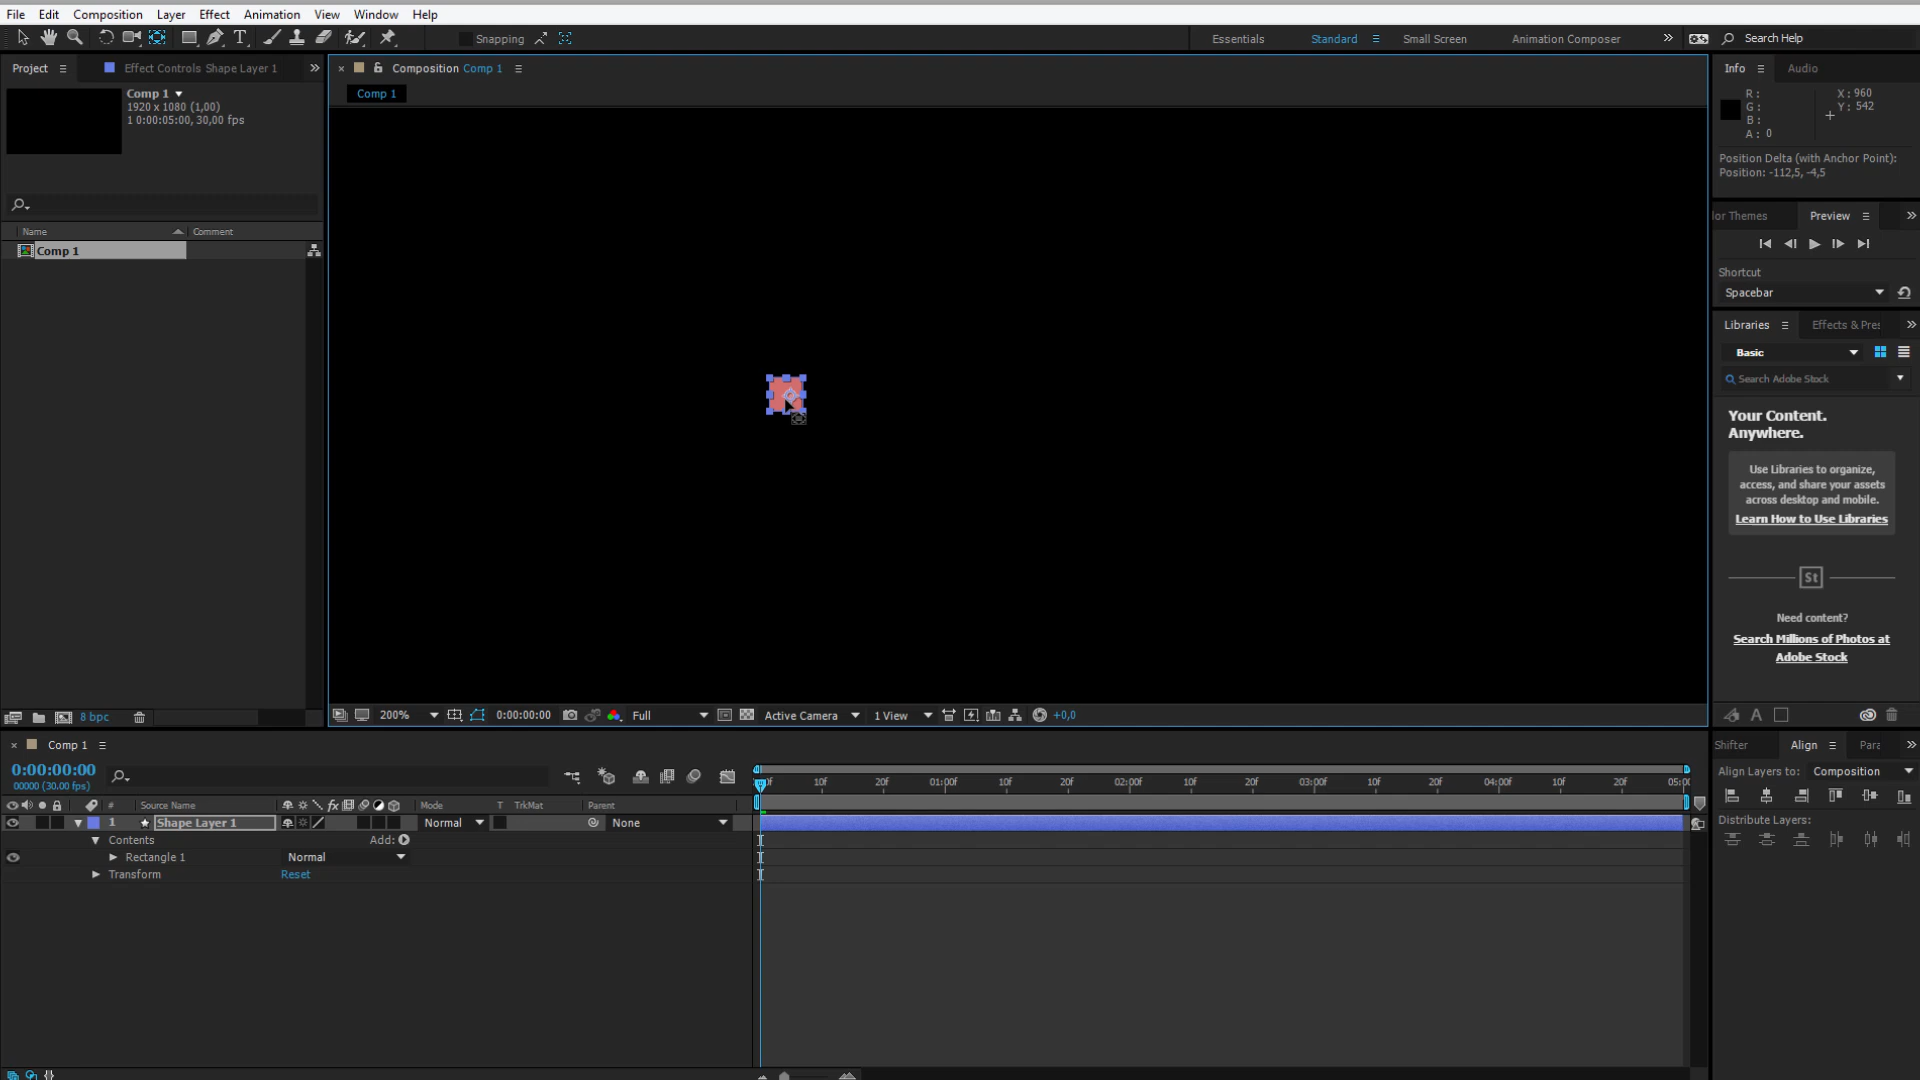 File Edit Composition Layer Effect Animation View Window Help
T Snapping Essentials Standard Small Screen Animation Composer Search Help
Project Effect Controls Shape Layer 1
Composition Comp 1
Info Audio
Comp 1
1920 x 1080 (1,00)
1 0:00:05:00, 30,00 fps
Comp 1
R :
G :
B :
A : 0
X : 960
Y : 542
Position Delta (with Anchor Point):
Position: -112,5, -4,5
lor Themes Preview
Name Comment
Comp 1
Shortcut
Spacebar
Libraries Effects & Pres
Basic
Search Adobe Stock
Your Content.
Anywhere.
Use Libraries to organize,
access, and share your assets
across desktop and mobile.
Learn How to Use Libraries
St
Need content?
Search Millions of Photos at
Adobe Stock
8 bpc
200% 0:00:00:00 Full Active Camera 1 View +0,0
Comp 1
Shifter Align Para
0:00:00:00
00000 (30.00 fps)
10f 20f 01:00f 10f 20f 02:00f 10f 20f 03:00f 10f 20f 04:00f 10f 20f 05:00
Align Layers to: Composition
# Source Name fx Mode T TrkMat Parent
1 Shape Layer 1 Normal None
Distribute Layers:
Contents Add:
Rectangle 1 Normal
Transform Reset